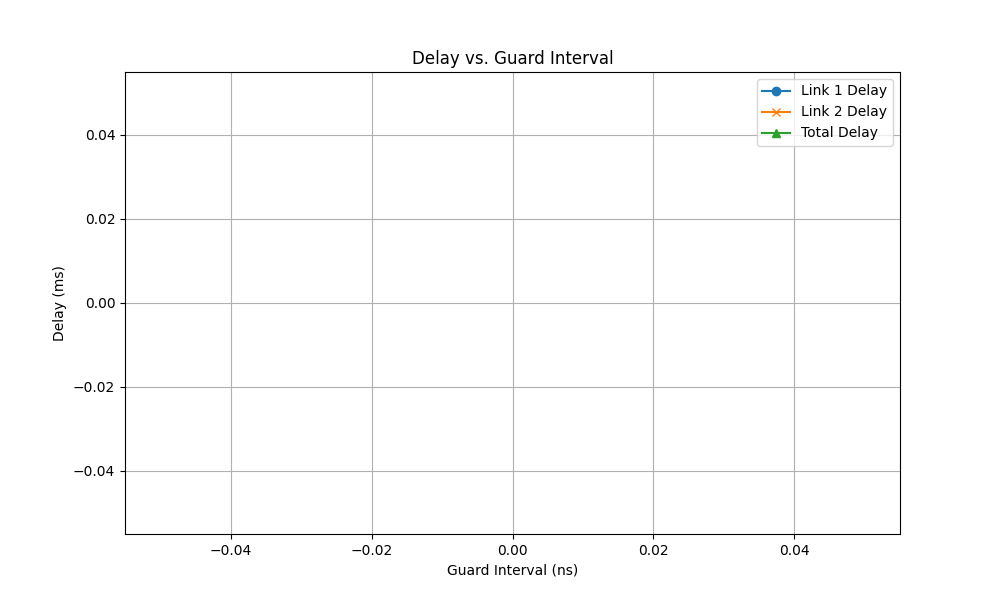 Delay vs. Guard Interval
Link 1 Delay
Link 2 Delay
Total Delay
Delay (ms)
0.04
0.02
0.00
−0.02
−0.04
−0.04
−0.02
0.00
0.02
0.04
Guard Interval (ns)